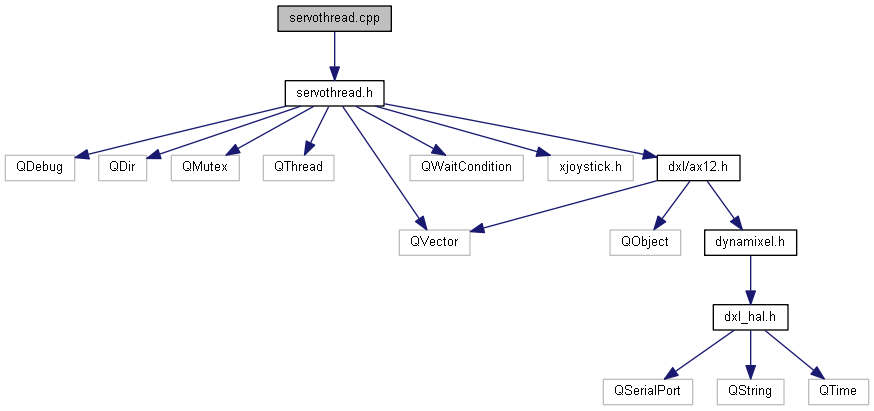 servothread.cpp
servothread.h
QDebug
QDir
QMutex
QThread
QWaitCondition
xjoystick.h
dxl/ax12.h
QVector
QObject
dynamixel.h
dxl_hal.h
QSerialPort
QString
QTime